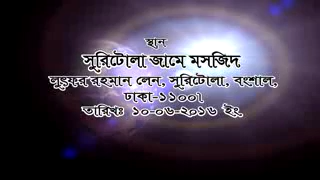 স্থান
সুরিটোলা জামে মসজিদ
লুৎফর রহমান লেন, সুরিটোলা, বংশাল,
ঢাকা-১১০০।
তারিখঃ ১০-০৬-২০১৬ ইং